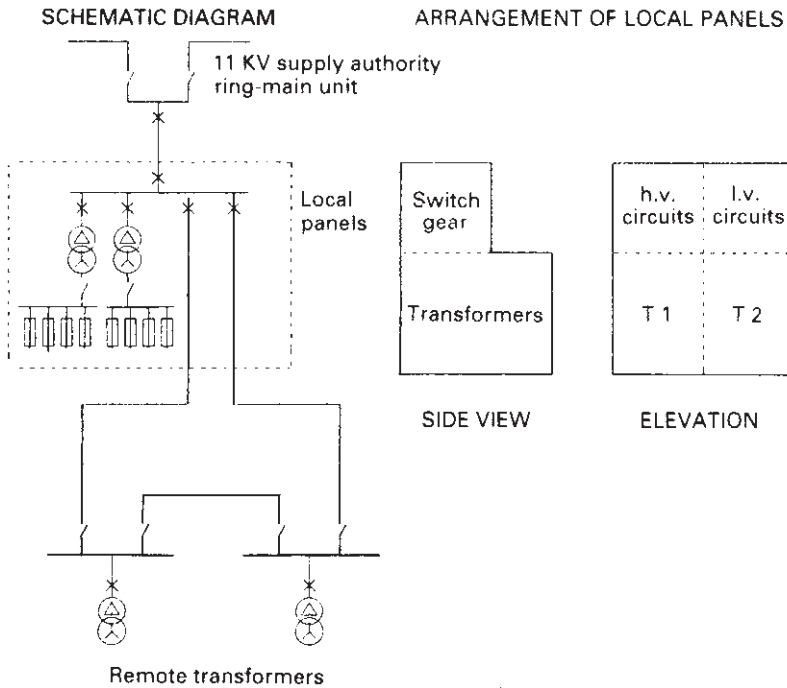 SCHEMATIC DIAGRAM
ARRANGEMENT OF LOCAL PANELS
11 KV supply authority
ring-main unit
Local
panels
Switch
gear
Transformers
SIDE VIEW
h.v.
circuits
l.v.
circuits
T 1
T 2
ELEVATION
Remote transformers